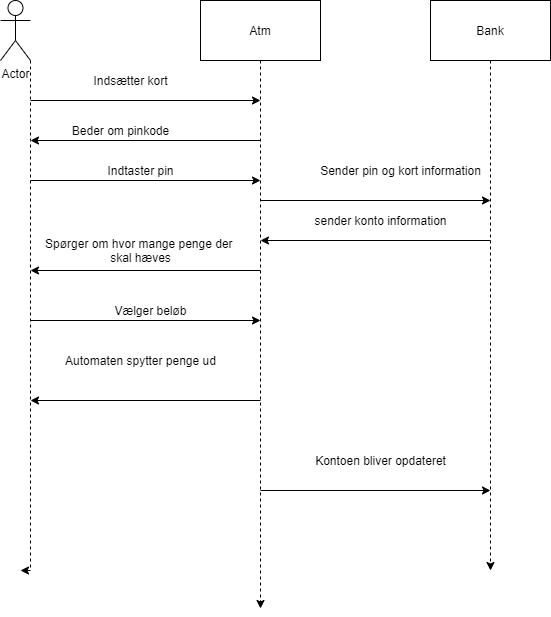 Atm
Bank
Actor
Indsætter kort
Beder om pinkode
Indtaster pin
Sender pin og kort information
sender konto information
Spørger om hvor mange penge der
skal hæves
Vælger beløb
Automaten spytter penge ud
Kontoen bliver opdateret